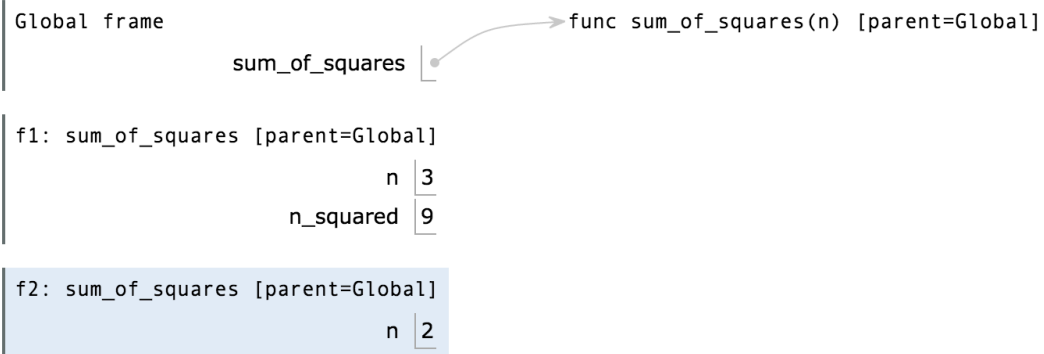 Global frame
func sum_of_squares(n) [parent=Global]
sum_of_squares
f1: sum_of_squares [parent=Global]
n 3
n_squared 9
f2: sum_of_squares [parent=Global]
n 2